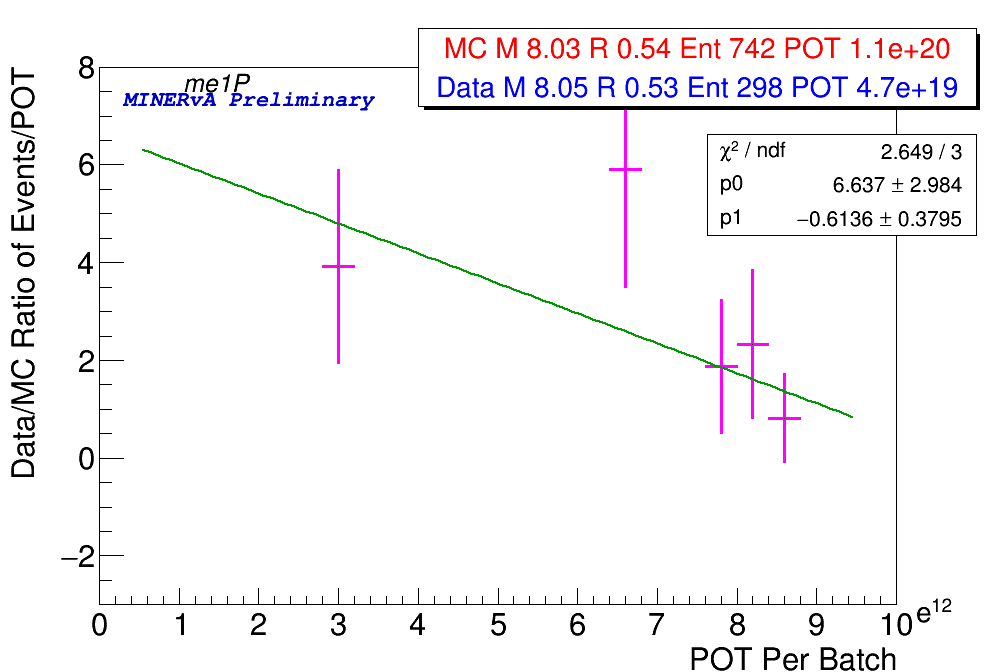 MC M 8.03 R 0.54 Ent 742 POT 1.1e+20
Data M 8.05 R 0.53 Ent 298 POT 4.7e+19
me1P
MINERvA Preliminary
χ² / ndf 2.649 / 3
p0 6.637 ± 2.984
p1 −0.6136 ± 0.3795
Data/MC Ratio of Events/POT
8
6
4
2
0
−2
0 1 2 3 4 5 6 7 8 9 10
e12
POT Per Batch